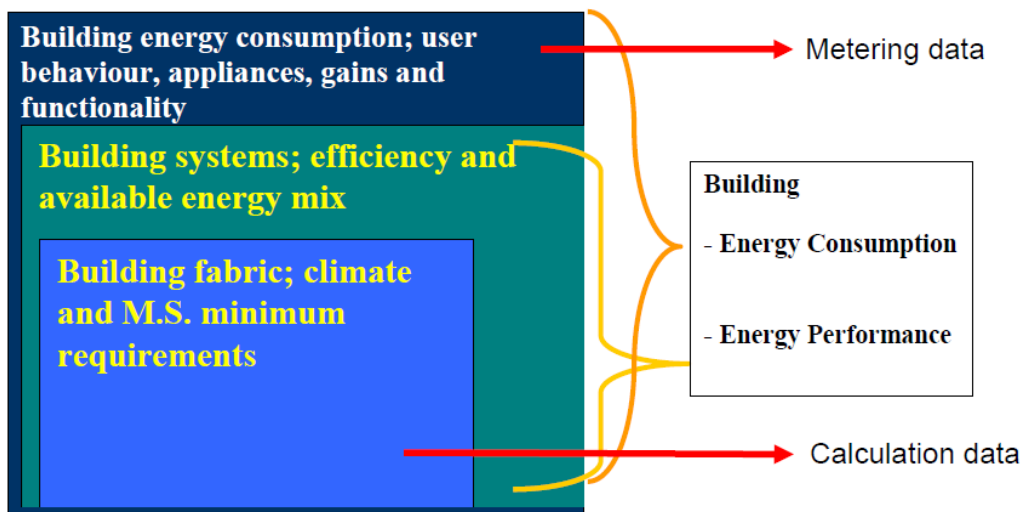 Building energy consumption; user
behaviour, appliances, gains and
functionality
Building systems; efficiency and
available energy mix
Building fabric; climate
and M.S. minimum
requirements
Metering data
Building
- Energy Consumption
- Energy Performance
Calculation data